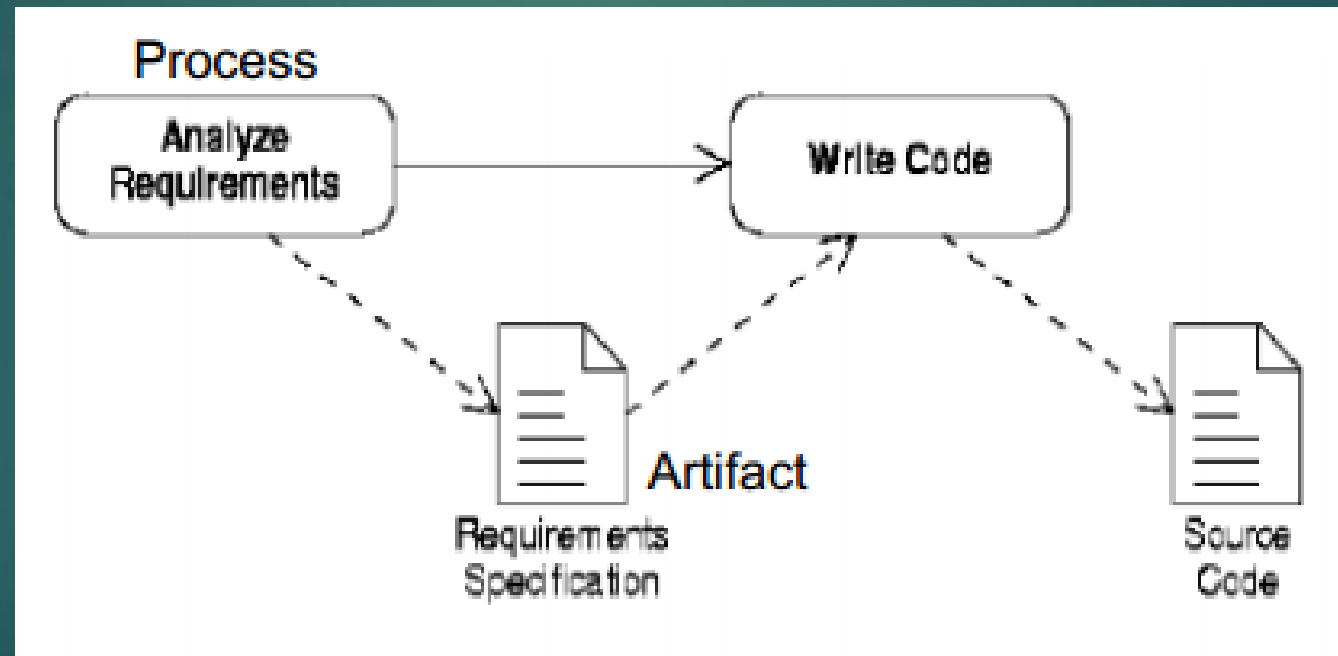 Process
Analyze
Requirements
Write Code
Artifact
Requirements
Specification
Source
Code